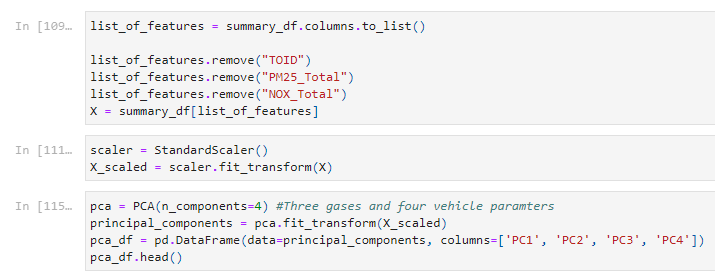 In [109…
list_of_features = summary_df.columns.to_list()
list_of_features.remove("TOID")
list_of_features.remove("PM25_Total")
list_of_features.remove("NOX_Total")
X = summary_df[list_of_features]
In [111…
scaler = StandardScaler()
X_scaled = scaler.fit_transform(X)
In [115…
pca = PCA(n_components=4) #Three gases and four vehicle paramters
principal_components = pca.fit_transform(X_scaled)
pca_df = pd.DataFrame(data=principal_components, columns=['PC1', 'PC2', 'PC3', 'PC4'])
pca_df.head()